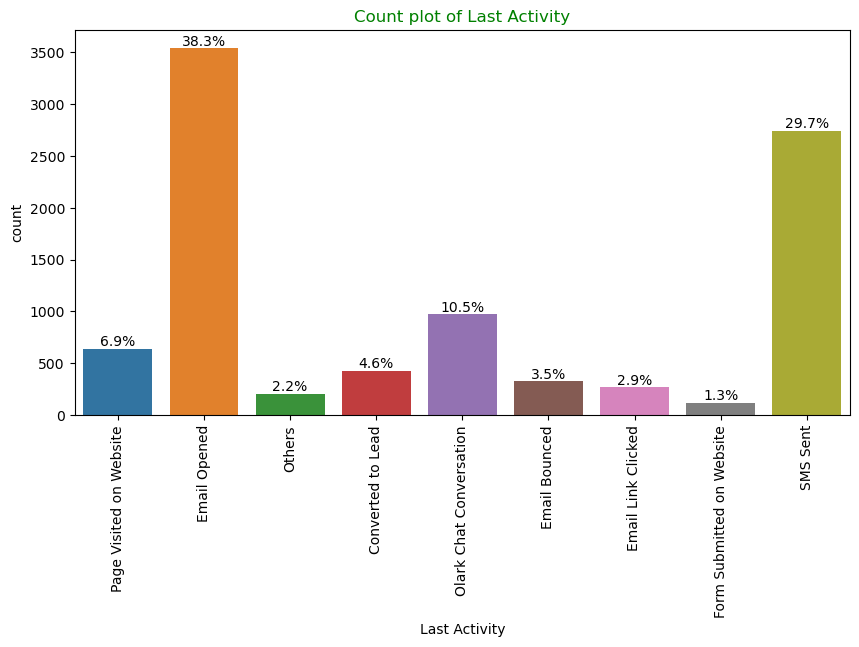 Count plot of Last Activity
count
3500
3000
2500
2000
1500
1000
500
0
6.9%
38.3%
2.2%
4.6%
10.5%
3.5%
2.9%
1.3%
29.7%
Page Visited on Website
Email Opened
Others
Converted to Lead
Olark Chat Conversation
Email Bounced
Email Link Clicked
Form Submitted on Website
SMS Sent
Last Activity